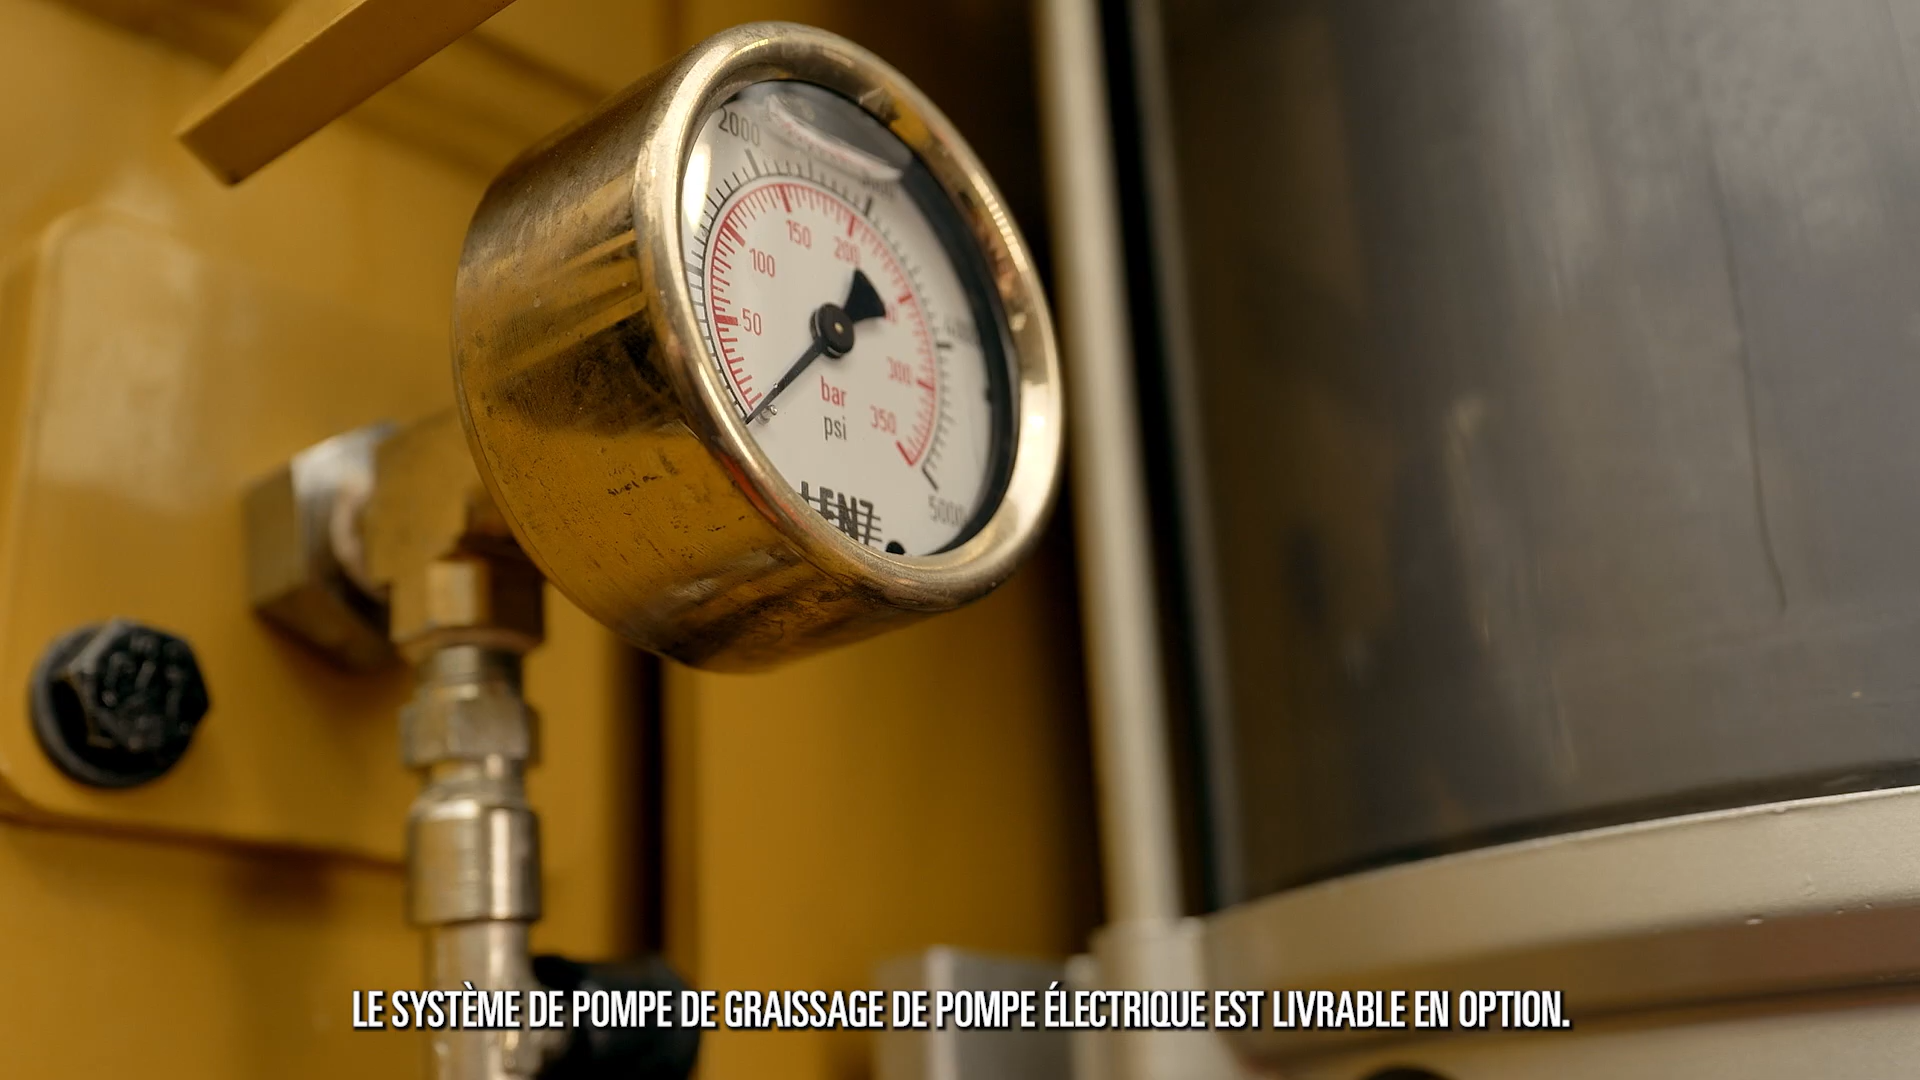 2000
150
200
100
50
300
bar
350
psi
5000
LE SYSTÈME DE POMPE DE GRAISSAGE DE POMPE ÉLECTRIQUE EST LIVRABLE EN OPTION.